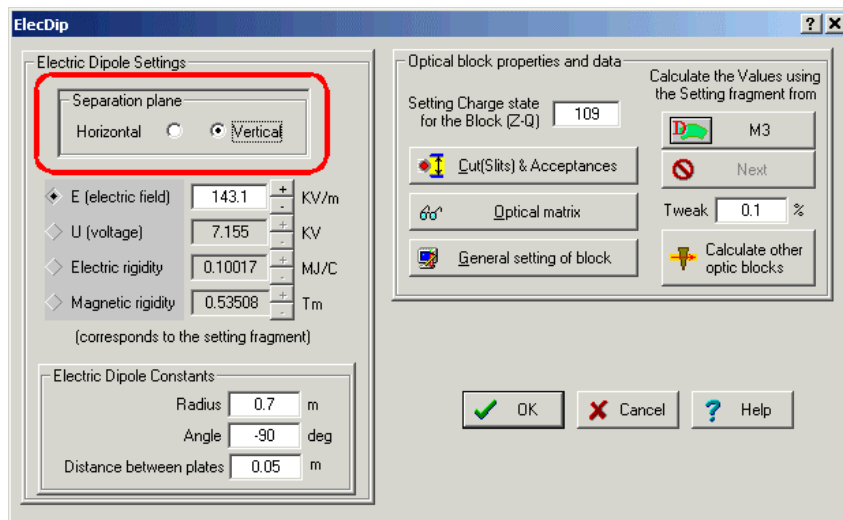 ElecDip
Electric Dipole Settings
Separation plane
Horizontal Vertical
E (electric field) 143.1 + - KV/m
U (voltage) 7.155 + - KV
Electric rigidity 0.10017 + - MJ/C
Magnetic rigidity 0.53508 + - Tm
(corresponds to the setting fragment)
Electric Dipole Constants
Radius 0.7 m
Angle -90 deg
Distance between plates 0.05 m
Optical block properties and data
Setting Charge state
for the Block (Z-Q) 109
Cut(Slits) & Acceptances
Optical matrix
General setting of block
Calculate the Values using
the Setting fragment from
D M3
Next
Tweak 0.1 %
Calculate other
optic blocks
OK Cancel ? Help